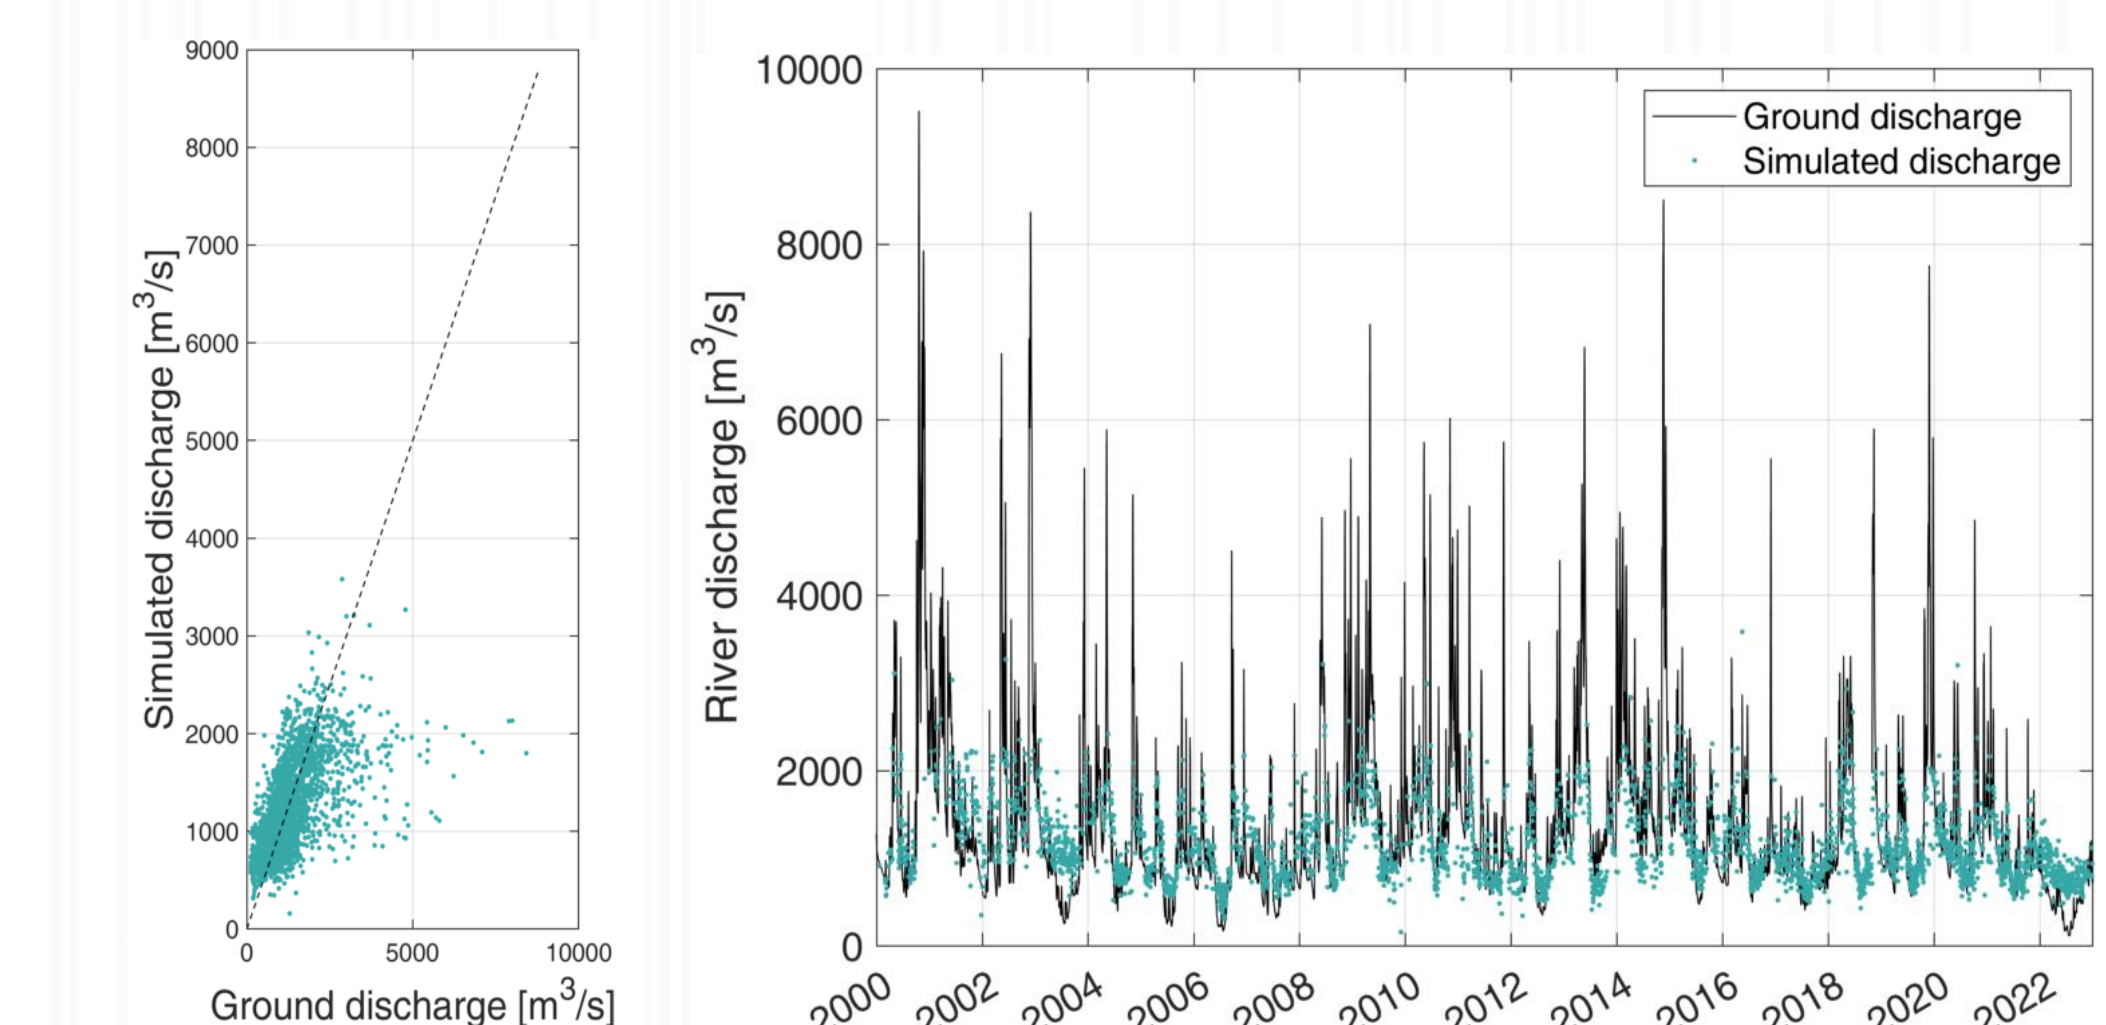 9000
8000
7000
6000
5000
4000
3000
2000
1000
0
0 5000 10000
Simulated discharge [m³/s]
Ground discharge [m³/s]
10000
8000
6000
4000
2000
0
River discharge [m³/s]
Ground discharge
Simulated discharge
2000 2002 2004 2006 2008 2010 2012 2014 2016 2018 2020 2022